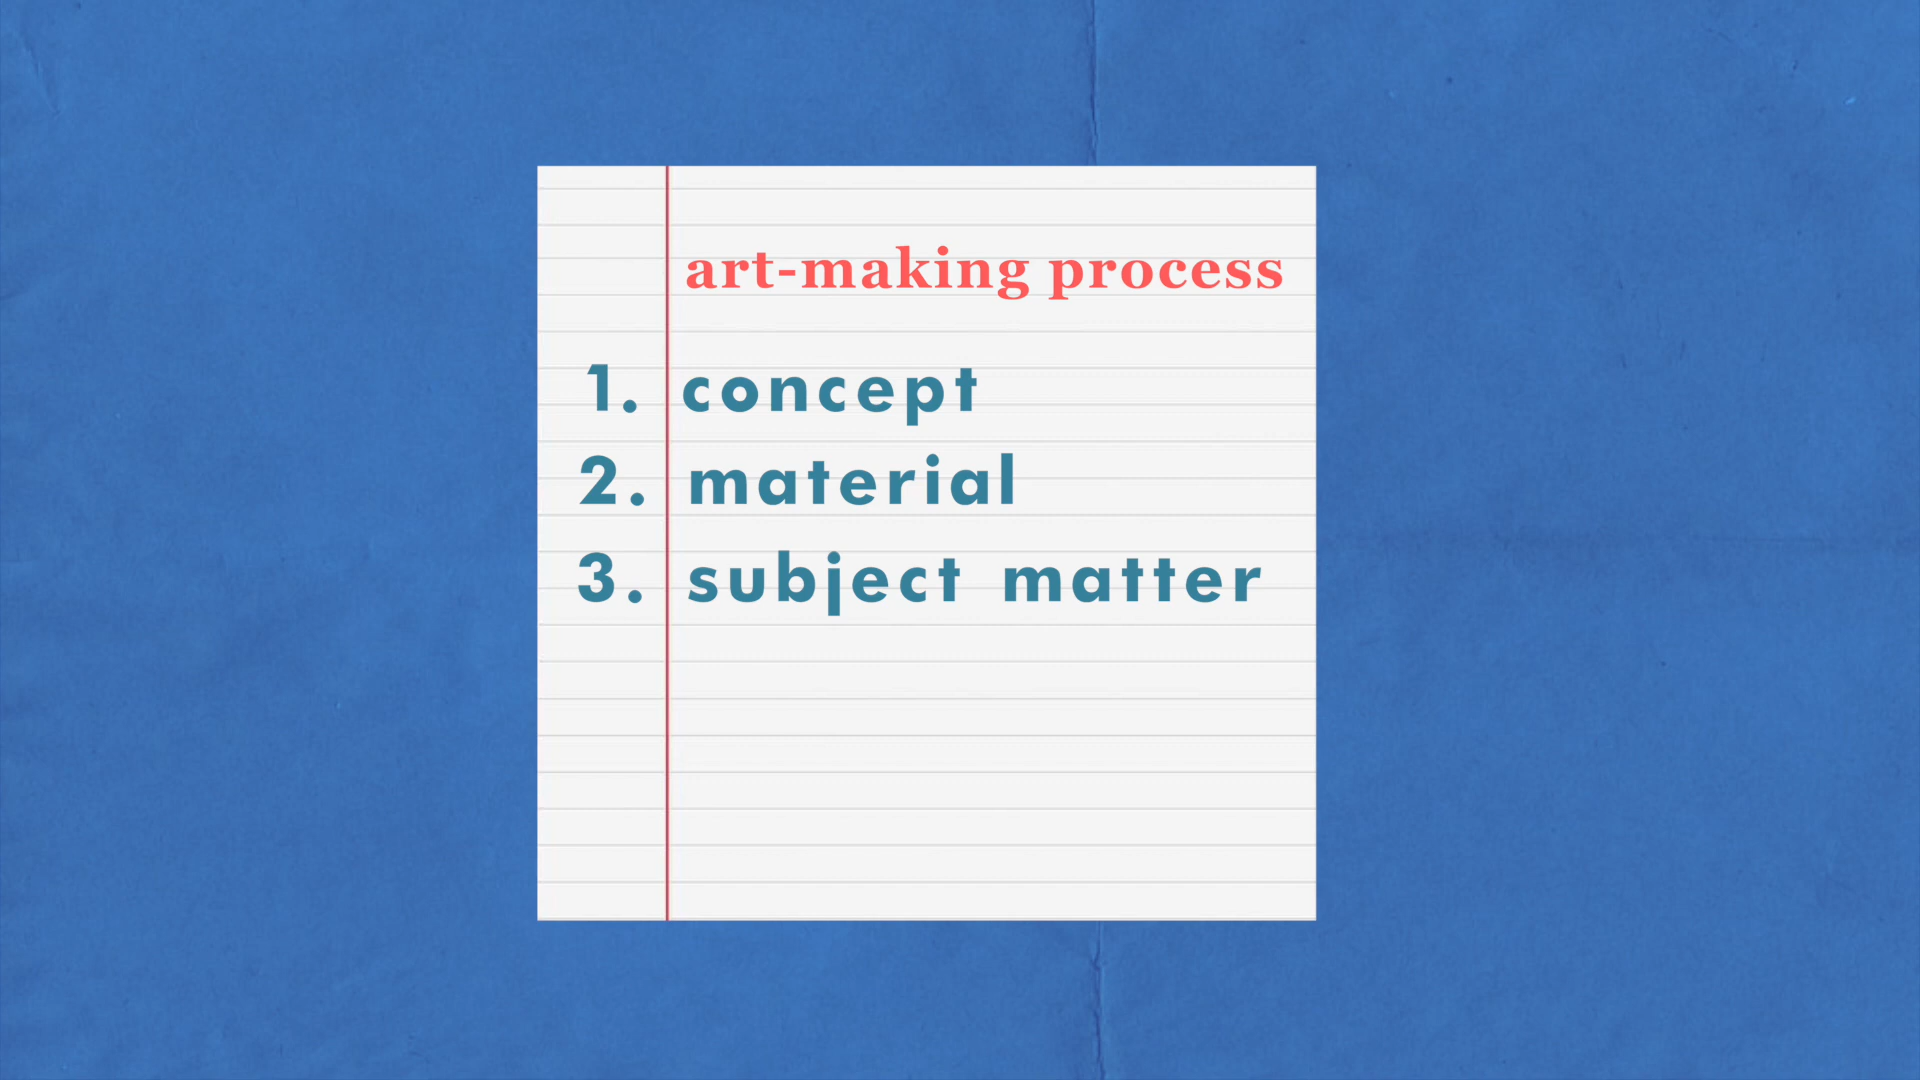 art-making process
1. concept
2. material
3. subject matter